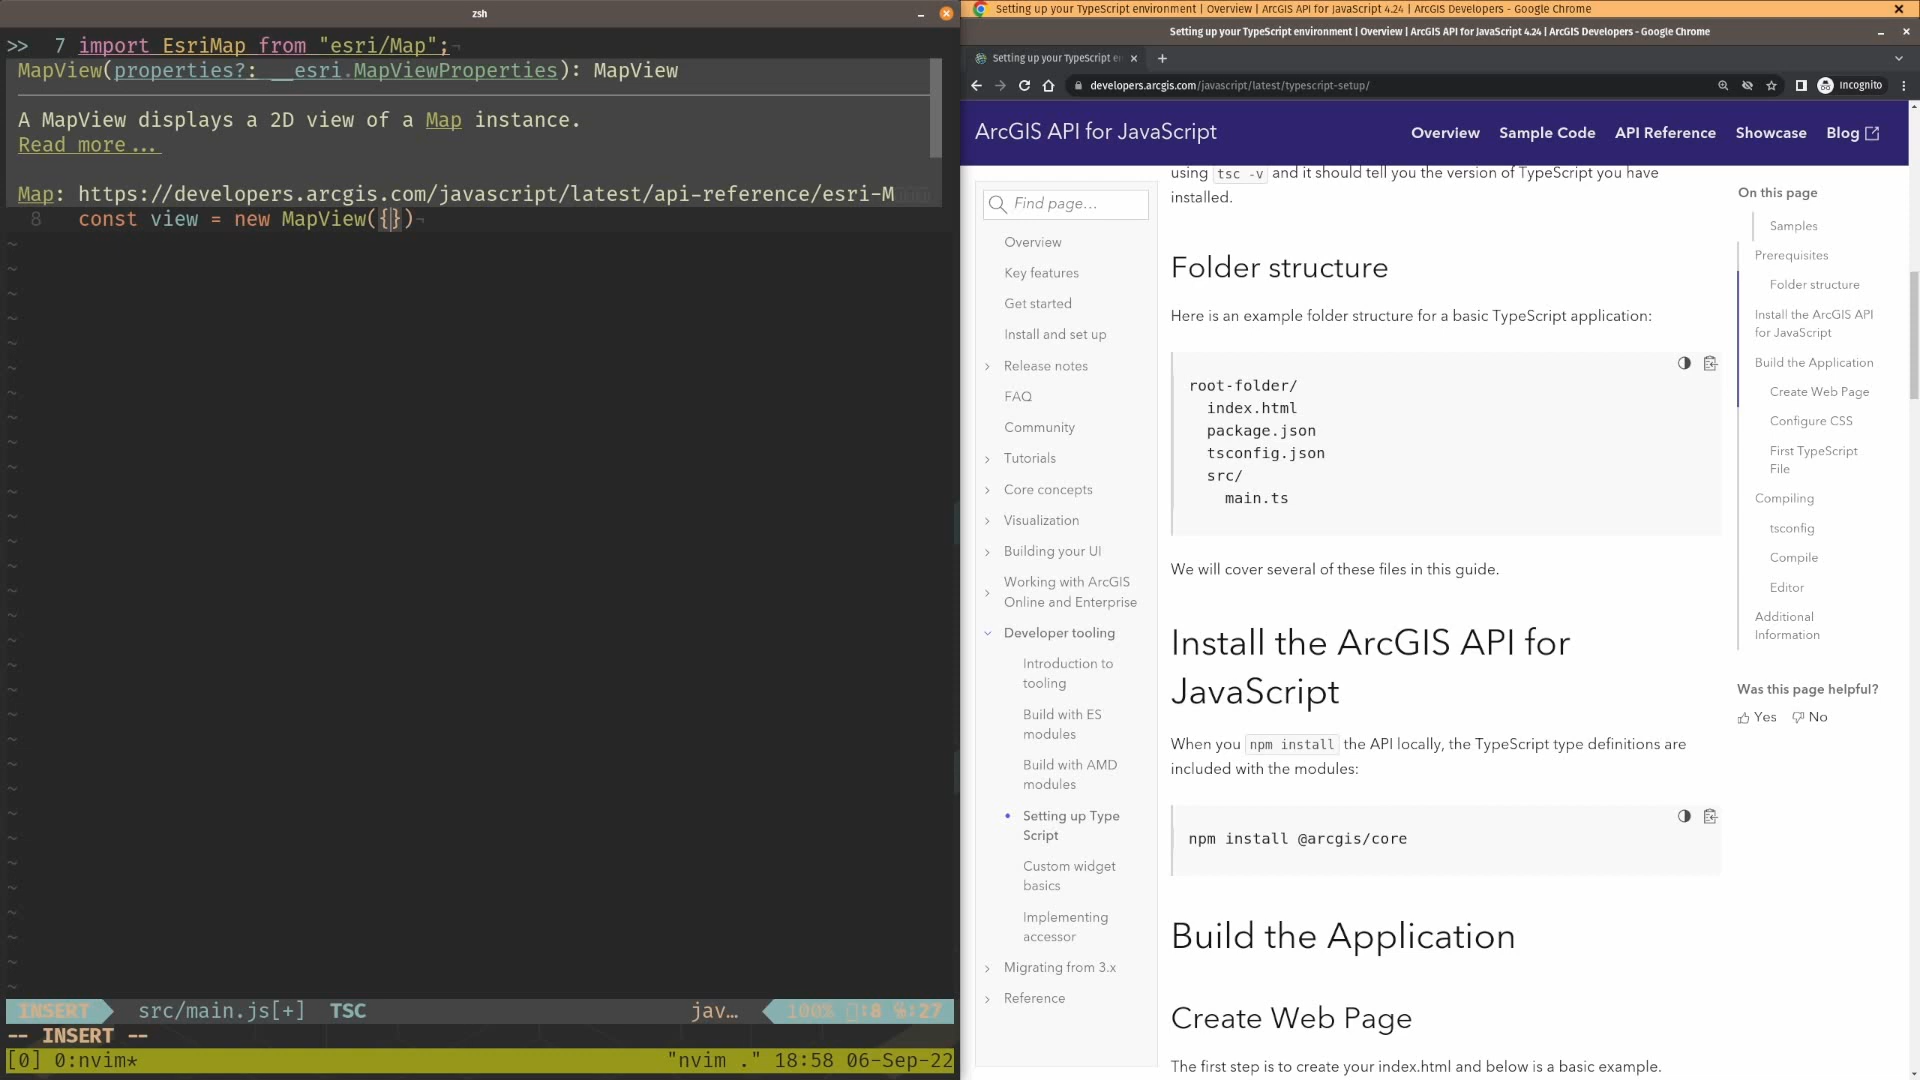 zsh
>> 7 import EsriMap from "esri/Map";
MapView(properties?: __esri.MapViewProperties): MapView
A MapView displays a 2D view of a Map instance.
Read more...
Map: https://developers.arcgis.com/javascript/latest/api-reference/esri-M
8 const view = new MapView({})
INSERT src/main.js[+] TSC jav… 100% :8 ℅:27
-- INSERT --
[0] 0:nvim* "nvim ." 18:58 06-Sep-22
Setting up your TypeScript environment | Overview | ArcGIS API for JavaScript 4.24 | ArcGIS Developers - Google Chrome
Setting up your TypeScript environment | Overview | ArcGIS API for JavaScript 4.24 | ArcGIS Developers - Google Chrome
Setting up your TypeScript en
developers.arcgis.com/javascript/latest/typescript-setup/
Incognito
ArcGIS API for JavaScript
Overview
Sample Code
API Reference
Showcase
Blog
Find page...
Overview
Key features
Get started
Install and set up
Release notes
FAQ
Community
Tutorials
Core concepts
Visualization
Building your UI
Working with ArcGIS
Online and Enterprise
Developer tooling
Introduction to
tooling
Build with ES
modules
Build with AMD
modules
Setting up Type
Script
Custom widget
basics
Implementing
accessor
Migrating from 3.x
Reference
using tsc -v and it should tell you the version of TypeScript you have
installed.
Folder structure
Here is an example folder structure for a basic TypeScript application:
root-folder/
index.html
package.json
tsconfig.json
src/
main.ts
We will cover several of these files in this guide.
Install the ArcGIS API for
JavaScript
When you npm install the API locally, the TypeScript type definitions are
included with the modules:
npm install @arcgis/core
Build the Application
Create Web Page
The first step is to create your index.html and below is a basic example.
On this page
Samples
Prerequisites
Folder structure
Install the ArcGIS API
for JavaScript
Build the Application
Create Web Page
Configure CSS
First TypeScript
File
Compiling
tsconfig
Compile
Editor
Additional
Information
Was this page helpful?
Yes
No